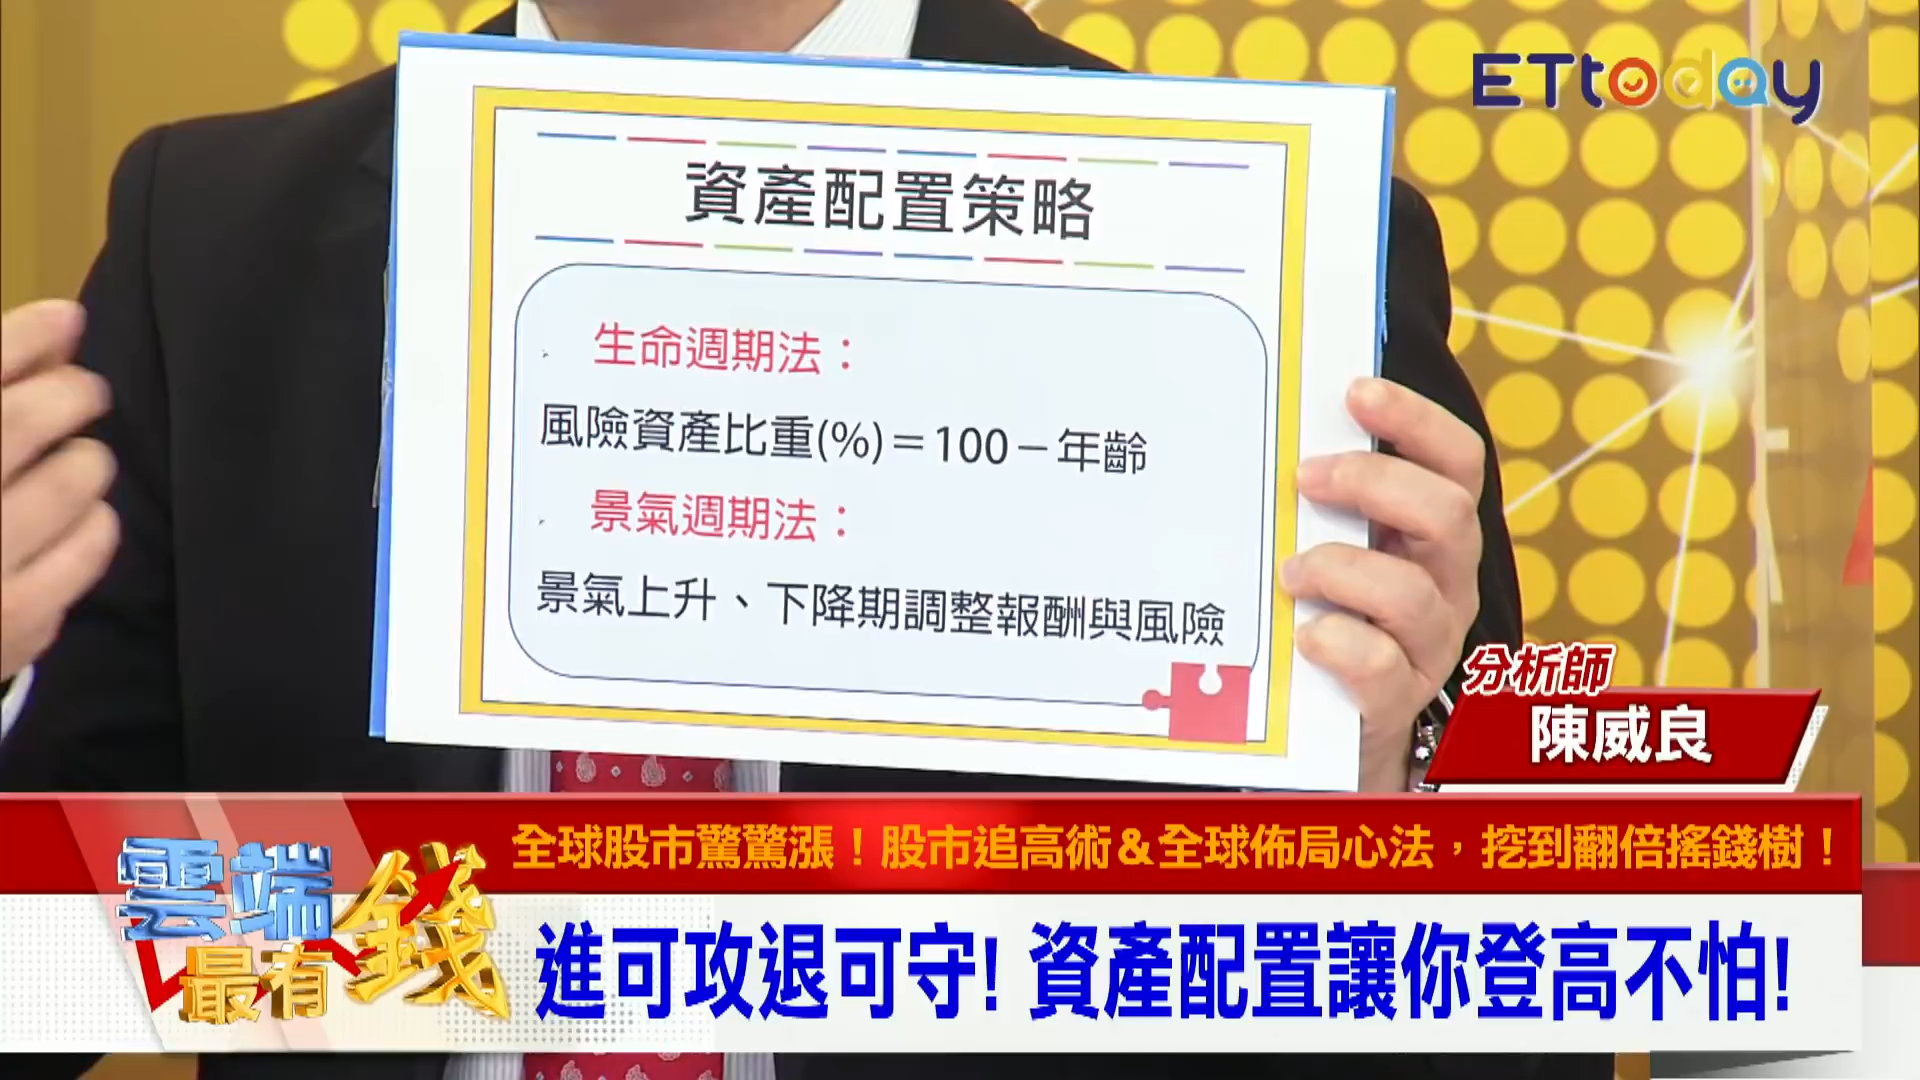 ETtoday
資產配置策略
生命週期法：
風險資產比重(%)＝100－年齡
景氣週期法：
景氣上升、下降期調整報酬與風險
分析師
陳威良
雲端
最有錢
全球股市驚驚漲！股市追高術＆全球佈局心法，挖到翻倍搖錢樹！
進可攻退可守! 資產配置讓你登高不怕!